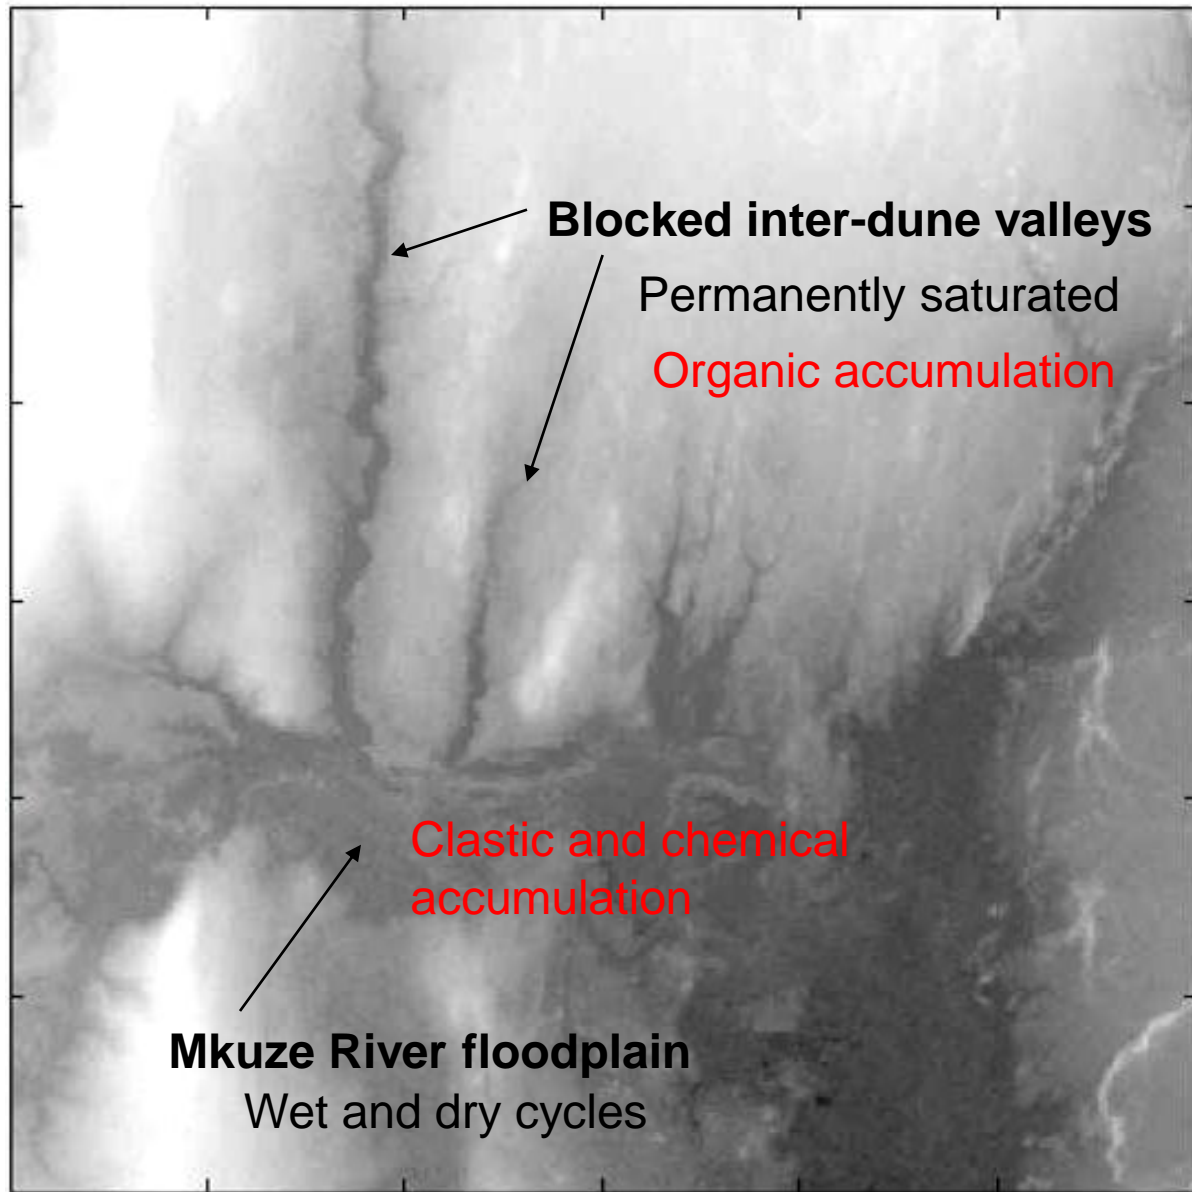 Blocked inter-dune valleys
Permanently saturated
Organic accumulation
Clastic and chemical
accumulation
Mkuze River floodplain
Wet and dry cycles